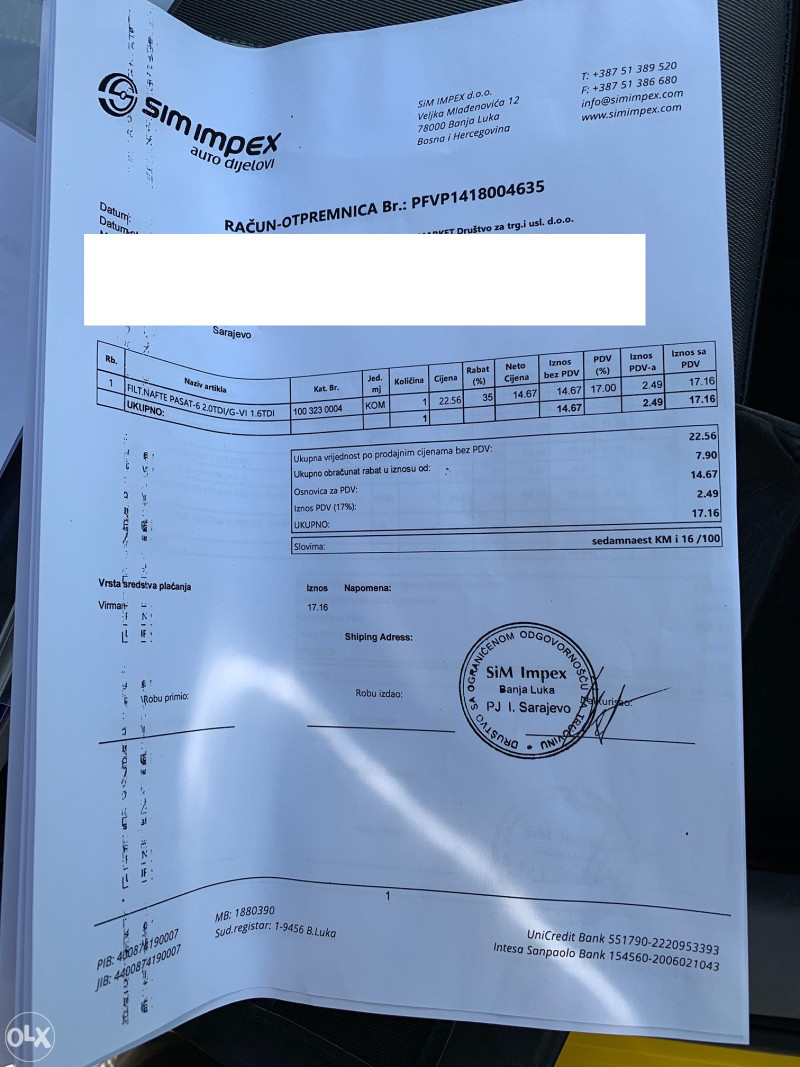 SIM IMPEX
auto dijelovi
SiM IMPEX d.o.o.
Veljka Mlađenovića 12
78000 Banja Luka
Bosna i Hercegovina
T: +387 51 389 520
F: +387 51 386 680
info@simimpex.com
www.simimpex.com
RAČUN-OTPREMNICA Br.: PFVP1418004635
Datum:
Društvo za trg.i usl. d.o.o.
Sarajevo
Rb. Naziv artikla Kat. Br. Jed. mj Količina Cijena Rabat (%) Neto Cijena Iznos bez PDV PDV (%) Iznos PDV-a Iznos sa PDV
1 FILT.NAFTE PASAT-6 2.0TDI/G-VI 1.6TDI 100 323 0004 KOM 1 22.56 35 14.67 14.67 17.00 2.49 17.16
UKUPNO: 1 14.67 2.49 17.16
Ukupna vrijednost po prodajnim cijenama bez PDV: 22.56
Ukupno obračunat rabat u iznosu od: 7.90
Osnovica za PDV: 14.67
Iznos PDV (17%): 2.49
UKUPNO: 17.16
Slovima: sedamnaest KM i 16 /100
Vrsta sredstva plaćanja Iznos Napomena:
Virman 17.16
Shiping Adress:
Robu primio: Robu izdao:
DRUŠTVO SA OGRANIČENOM ODGOVORNOŠĆU ZA TRGOVINU
SiM Impex
Banja Luka
PJ I. Sarajevo
1
PIB: 400874190007
JIB: 4400874190007
MB: 1880390
Sud.registar: 1-9456 B.Luka
UniCredit Bank 551790-2220953393
Intesa Sanpaolo Bank 154560-2006021043
OLX